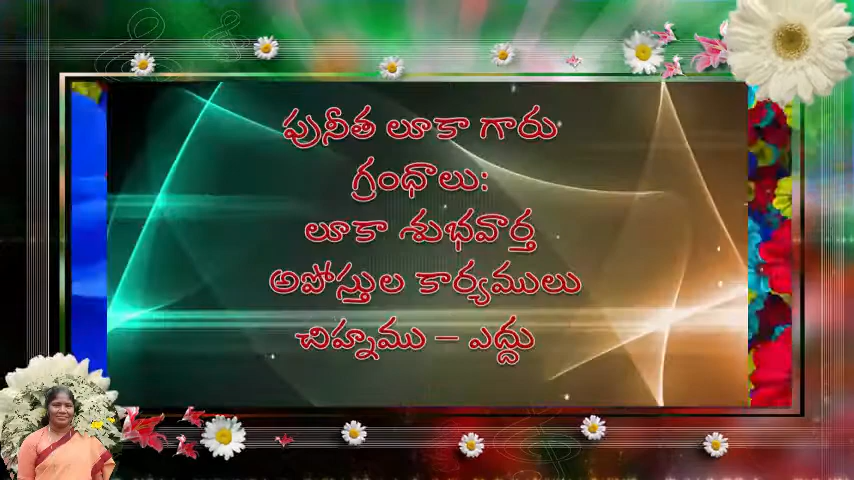 పునీత లూకా గారు
గ్రంధాలు:
లూకా శుభవార్త
అపోస్తుల కార్యములు
చిహ్నము – ఎద్దు